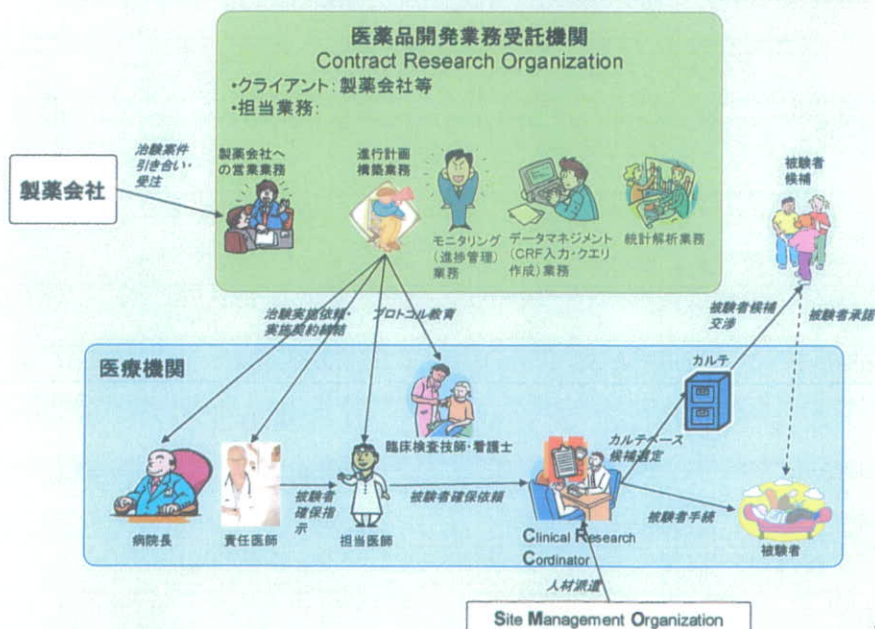 医薬品開発業務受託機関
Contract Research Organization
・クライアント：製薬会社等
・担当業務：
製薬会社
治験案件
引き合い・
受注
製薬会社へ
の営業業務
進行計画
構築業務
モニタリング
（進捗管理）
業務
データマネジメント
（CRF入力・クエリ
作成）業務
統計解析業務
被験者
候補
治験実施依頼・
実施契約締結
プロトコル教育
被験者候補
交渉
被験者承諾
医療機関
カルテ
臨床検査技師・看護士
カルテベース
候補選定
病院長
責任医師
被験者
確保指
示
担当医師
被験者確保依頼
Clinical Research
Cordinator
被験者手続
被験者
人材派遣
Site Management Organization